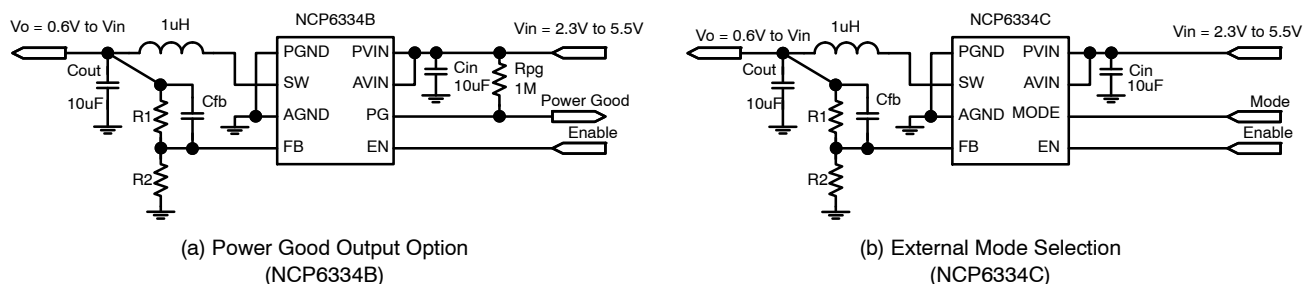 NCP6334B
Vo = 0.6V to Vin
1uH
Vin = 2.3V to 5.5V
PGND
PVIN
Cout
10uF
SW
AVIN
Cin
10uF
Rpg
1M
Cfb
R1
AGND
PG
Power Good
Enable
FB
EN
R2
(a) Power Good Output Option
(NCP6334B)
NCP6334C
Vo = 0.6V to Vin
1uH
Vin = 2.3V to 5.5V
PGND
PVIN
Cout
10uF
SW
AVIN
Cin
10uF
Cfb
R1
AGND
MODE
Mode
Enable
FB
EN
R2
(b) External Mode Selection
(NCP6334C)